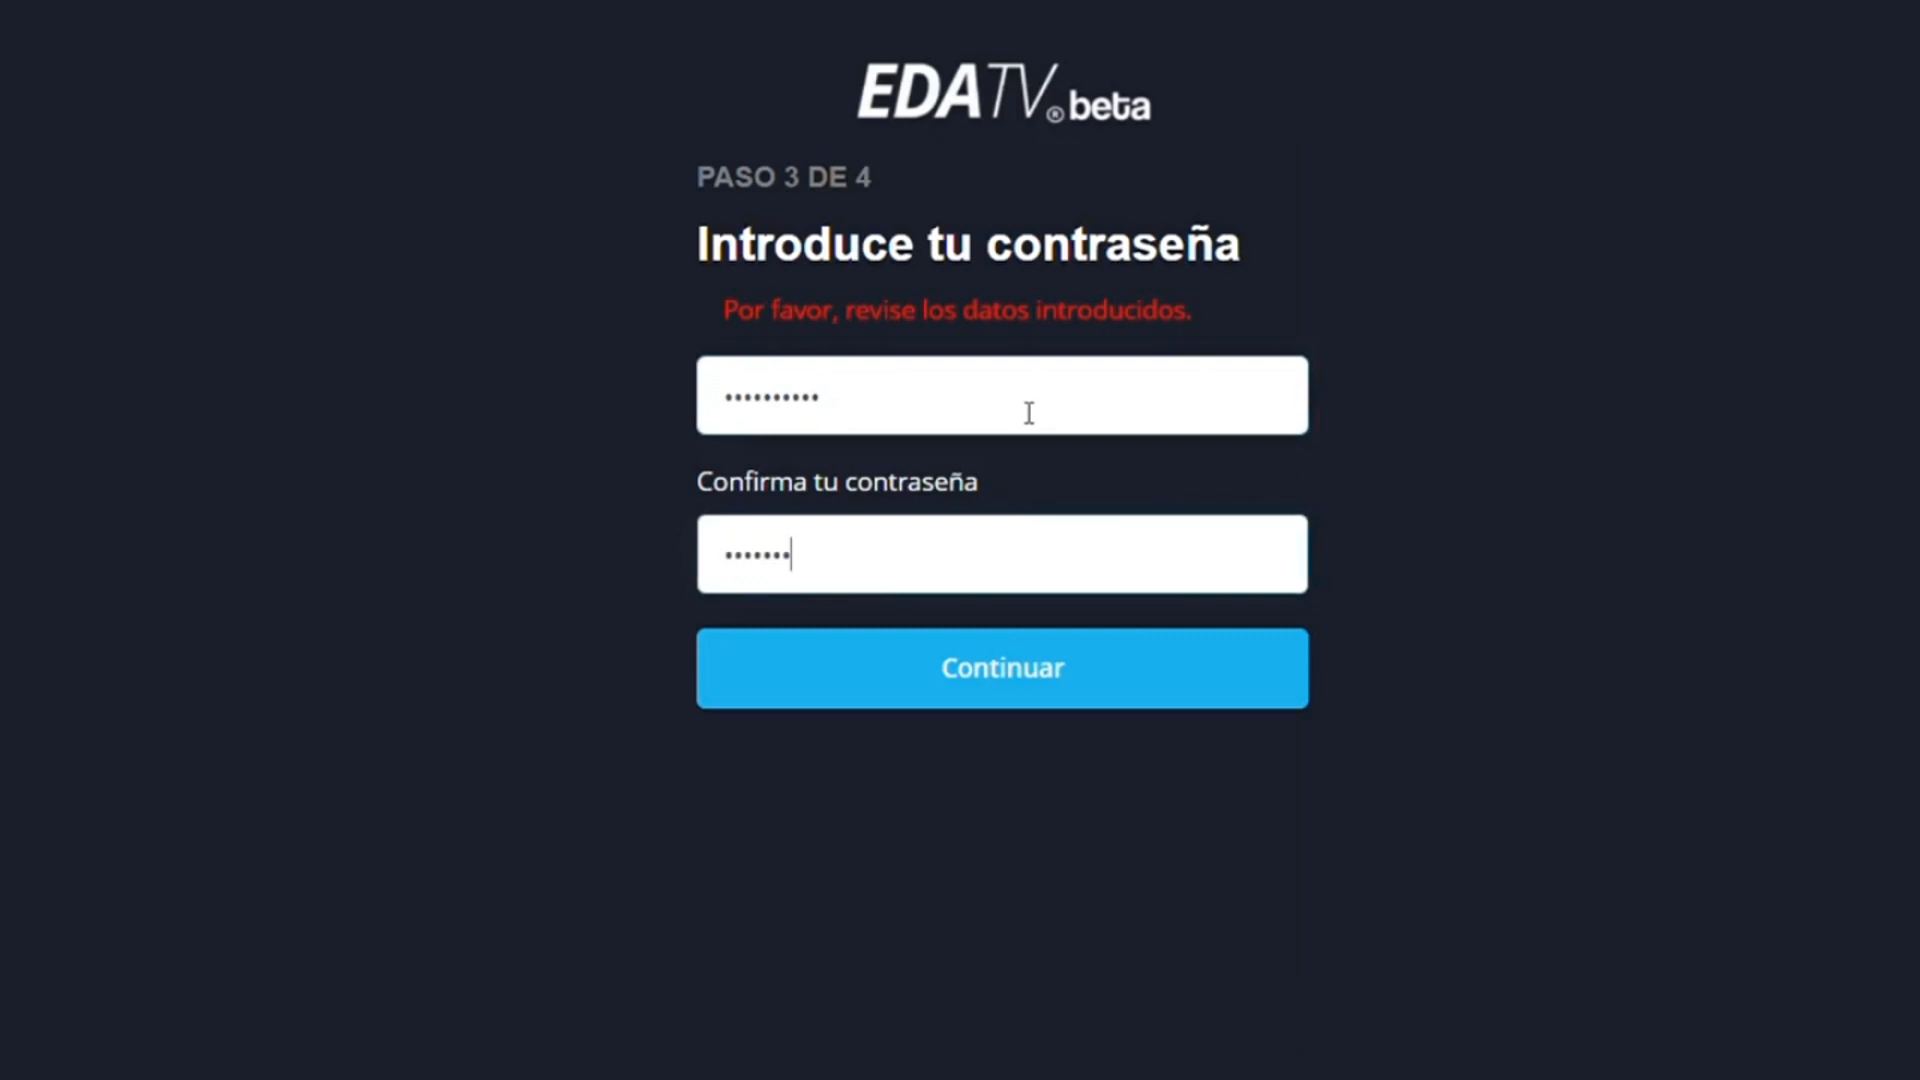 EDATV® beta
PASO 3 DE 4
Introduce tu contraseña
Por favor, revise los datos introducidos.
••••••••••
Confirma tu contraseña
•••••••
Continuar